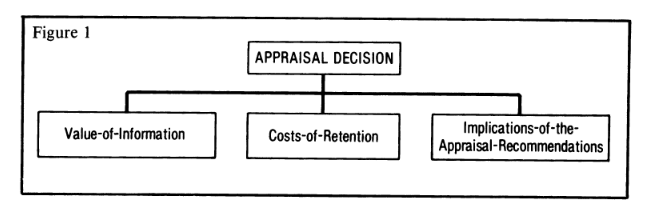 Figure 1
APPRAISAL DECISION
Value-of-Information
Costs-of-Retention
Implications-of-the-
Appraisal-Recommendations